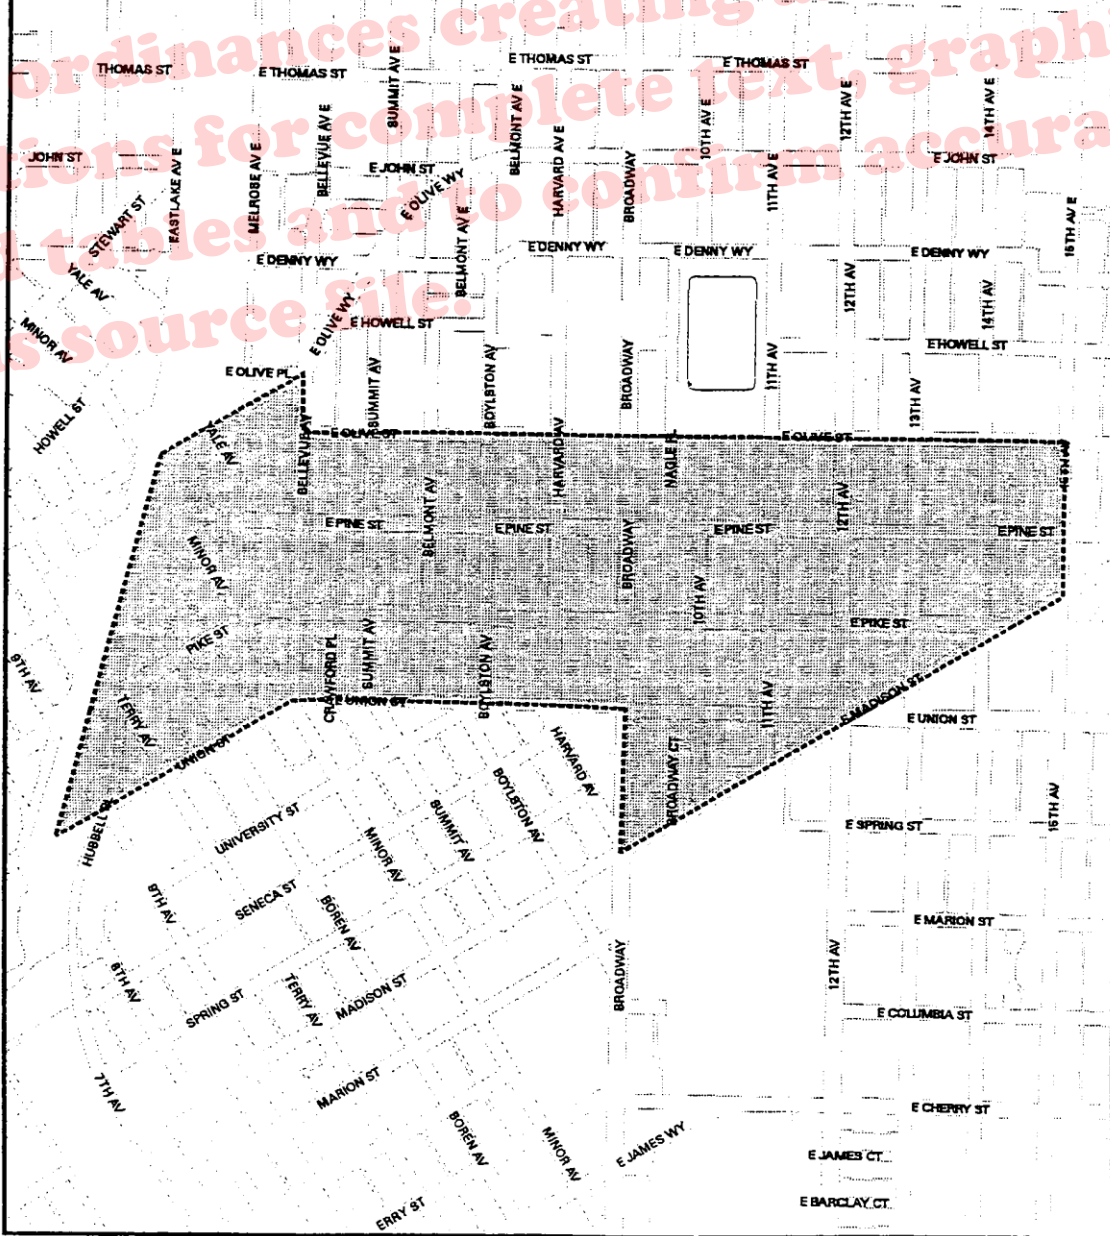 ordinances creating a
tions for complete text, graph
d tables and to confirm accura
s source file.
THOMAS ST
E THOMAS ST
SUMMIT AV E
E THOMAS ST
E THOMAS ST
JOHN ST
EASTLAKE AV E
MELROSE AV E
BELLEVUE AV E
E JOHN ST
E OLIVE WY
BELMONT AV E
HARVARD AV E
BROADWAY
10TH AV E
11TH AV E
12TH AV E
14TH AV E
E JOHN ST
STEWART ST
YALE AV
E DENNY WY
BELMONT AV E
E DENNY WY
E DENNY WY
12TH AV
E DENNY WY
14TH AV
15TH AV E
MINOR AV
E OLIVE WY
E HOWELL ST
E HOWELL ST
HOWELL ST
E OLIVE PL
SUMMIT AV
BOYLSTON AV
BROADWAY
11TH AV
13TH AV
YALE AV
BELLEVUE AV
E OLIVE ST
HARVARD AV
NAGLE PL
E OLIVE ST
15TH AV
E PINE ST
BELMONT AV
E PINE ST
BROADWAY
E PINE ST
12TH AV
E PINE ST
MINOR AV
10TH AV
PIKE ST
E PIKE ST
9TH AV
TERRY AV
CRAWFORD PL
SUMMIT AV
BOYLSTON AV
E UNION ST
UNION ST
11TH AV
E MADISON ST
E UNION ST
HUBBELL PL
UNIVERSITY ST
MINOR AV
SUMMIT AV
BOYLSTON AV
HARVARD AV
BROADWAY CT
E SPRING ST
15TH AV
9TH AV
SENECA ST
BOREN AV
E MARION ST
8TH AV
SPRING ST
TERRY AV
MADISON ST
BROADWAY
12TH AV
E COLUMBIA ST
7TH AV
MARION ST
BOREN AV
MINOR AV
E JAMES WY
E CHERRY ST
E JAMES CT
E BARCLAY CT
ERRY ST